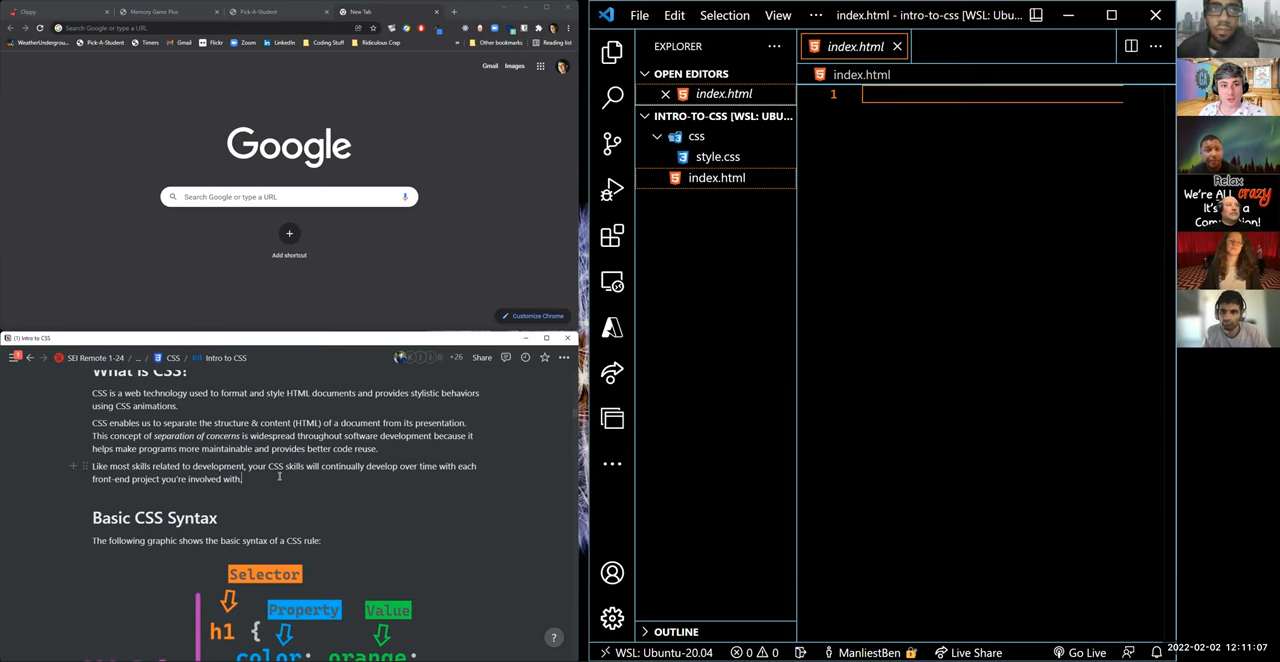 Clippy
Memory Game Plus
Pick-A-Student
New Tab
Search Google or type a URL
WeatherUndergrou...
Pick-A-Student
Timers
Gmail
Flickr
Zoom
LinkedIn
Coding Stuff
Ridiculous Crap
»
Other bookmarks
Reading list
Gmail Images
Google
Search Google or type a URL
Add shortcut
Customize Chrome
(1) Intro to CSS
SEI Remote 1-24 / ... / CSS / Intro to CSS
+26 Share
What is CSS?
CSS is a web technology used to format and style HTML documents and provides stylistic behaviors
using CSS animations.
CSS enables us to separate the structure & content (HTML) of a document from its presentation.
This concept of separation of concerns is widespread throughout software development because it
helps make programs more maintainable and provides better code reuse.
Like most skills related to development, your CSS skills will continually develop over time with each
front-end project you're involved with.
Basic CSS Syntax
The following graphic shows the basic syntax of a CSS rule:
Selector
Property
Value
h1 {
color: orange;
?
File Edit Selection View ··· index.html - intro-to-css [WSL: Ubu...
EXPLORER
OPEN EDITORS
index.html
INTRO-TO-CSS [WSL: UBU...
css
style.css
index.html
OUTLINE
index.html
index.html
1
WSL: Ubuntu-20.04
0 0
ManliestBen
Live Share
Go Live
Relax
We're ALL crazy
It's a
Com tion!
2022-02-02 12:11:07